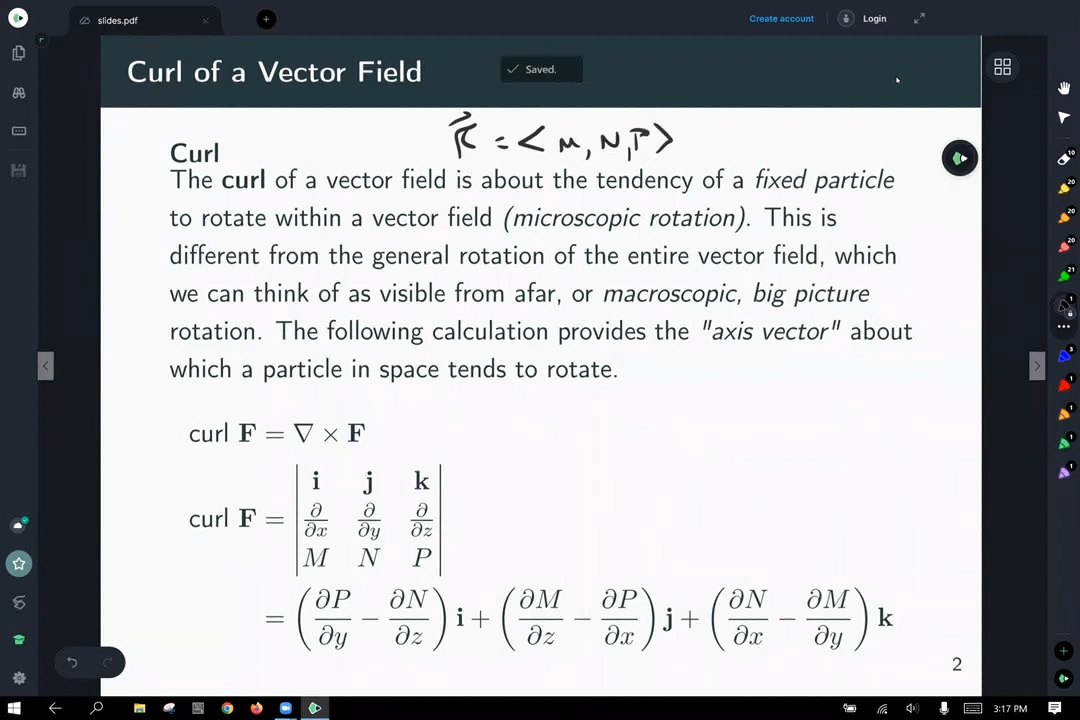 slides.pdf
Create account
Login
Curl of a Vector Field
Saved.
= < M, N, P >
Curl
The curl of a vector field is about the tendency of a fixed particle
to rotate within a vector field (microscopic rotation). This is
different from the general rotation of the entire vector field, which
we can think of as visible from afar, or macroscopic, big picture
rotation. The following calculation provides the "axis vector" about
which a particle in space tends to rotate.
curl F = ∇ × F
i j k
curl F = | ∂/∂x ∂/∂y ∂/∂z |
M N P
= (∂P/∂y − ∂N/∂z) i + (∂M/∂z − ∂P/∂x) j + (∂N/∂x − ∂M/∂y) k
2
3:17 PM